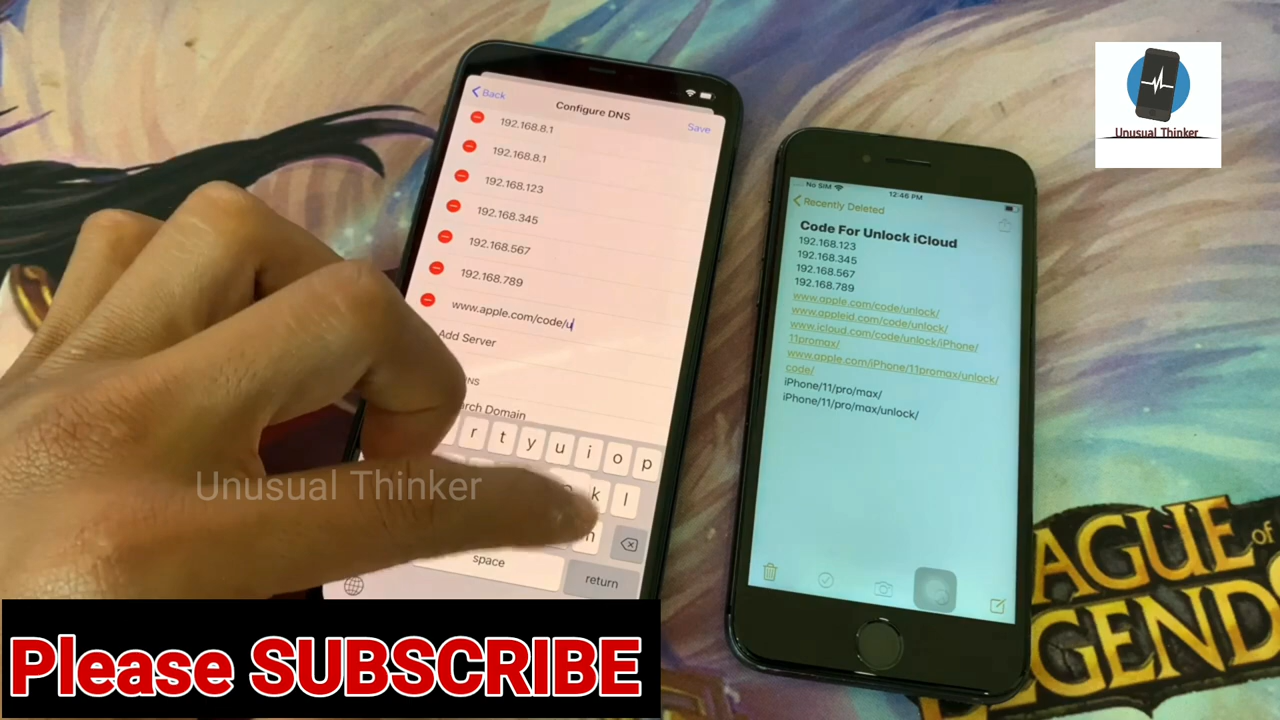 Back
Configure DNS
Save
192.168.8.1
192.168.8.1
192.168.123
192.168.345
192.168.567
192.168.789
www.apple.com/code/u
Add Server
r t y u i o p
k l
space
return
No SIM
12:46 PM
Recently Deleted
Code For Unlock iCloud
192.168.123
192.168.345
192.168.567
192.168.789
www.apple.com/code/unlock/
www.appleid.com/code/unlock/
www.icloud.com/code/unlock/iPhone/
11promax/
www.apple.com/iPhone/11promax/unlock/
code/
iPhone/11/pro/max/
iPhone/11/pro/max/unlock/
Unusual Thinker
Unusual Thinker
AGUE of
EGENDS
Please SUBSCRIBE